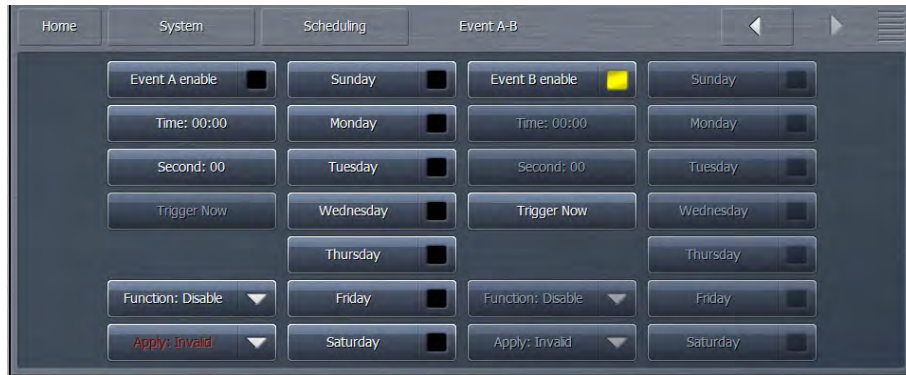 Home System Scheduling Event A-B
Event A enable Sunday Event B enable Sunday
Time: 00:00 Monday Time: 00:00 Monday
Second: 00 Tuesday Second: 00 Tuesday
Trigger Now Wednesday Trigger Now Wednesday
Thursday Thursday
Function: Disable Friday Function: Disable Friday
Apply: Invalid Saturday Apply: Invalid Saturday